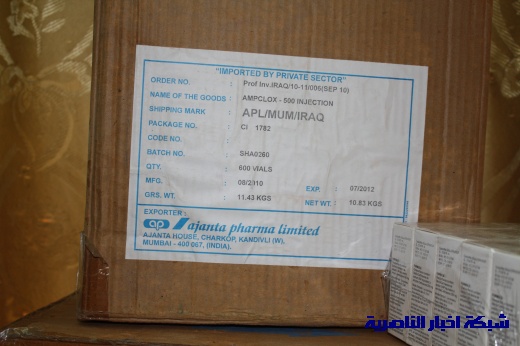 "IMPORTED BY PRIVATE SECTOR"
ORDER NO. : Prof Inv.IRAQ/10-11/006(SEP 10)
NAME OF THE GOODS : AMPCLOX - 500 INJECTION
SHIPPING MARK : APL/MUM/IRAQ
PACKAGE NO. : CI 1782
CODE NO. :
BATCH NO. : SHA0260
QTY. : 600 VIALS
MFG. : 08/2010 EXP. : 07/2012
GRS. WT. : 11.43 KGS NET WT. : 10.83 KGS
EXPORTER :
ap ajanta pharma limited
AJANTA HOUSE, CHARKOP, KANDIVLI (W),
MUMBAI - 400 067, (INDIA).
شبكة اخبار الناصرية